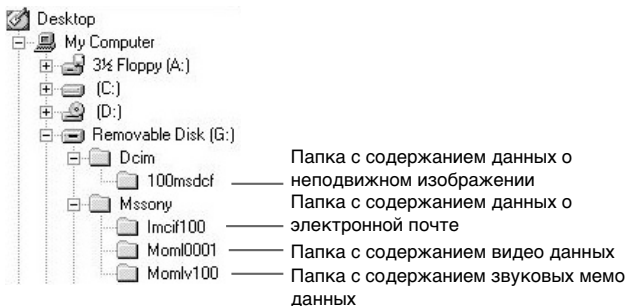 Desktop
My Computer
3½ Floppy (A:)
(C:)
(D:)
Removable Disk (G:)
Dcim
100msdcf
Mssony
Imcif100
Moml0001
Momlv100
Папка с содержанием данных о
неподвижном изображении
Папка с содержанием данных о
электронной почте
Папка с содержанием видео данных
Папка с содержанием звуковых мемо
данных